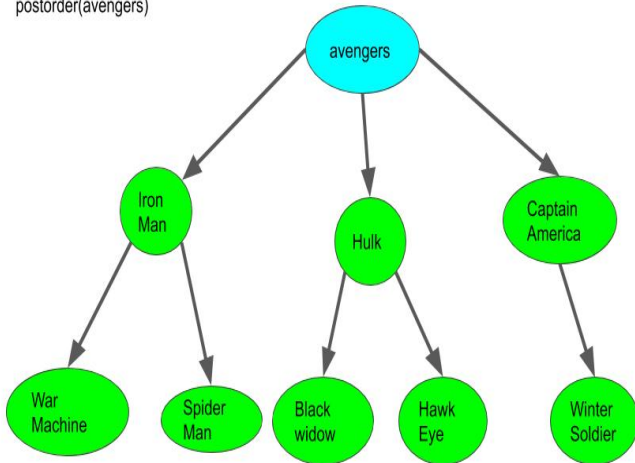 postorder(avengers)
avengers
Iron
Man
Hulk
Captain
America
War
Machine
Spider
Man
Black
widow
Hawk
Eye
Winter
Soldier